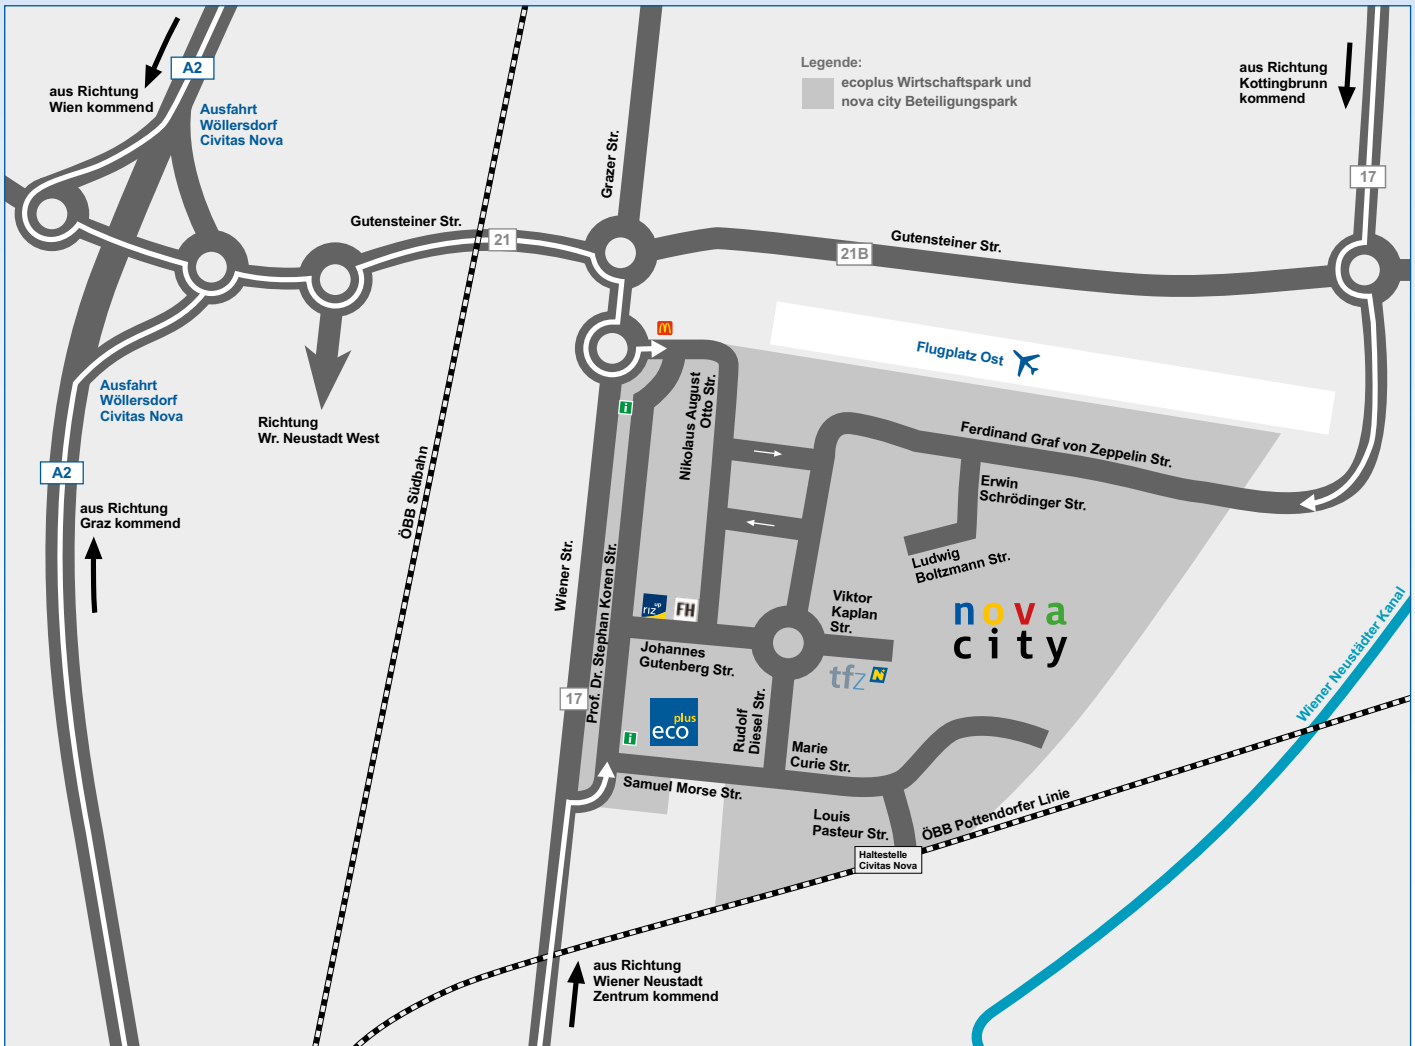 A2
aus Richtung
Wien kommend
Ausfahrt
Wöllersdorf
Civitas Nova
Grazer Str.
Legende:
ecoplus Wirtschaftspark und
nova city Beteiligungspark
aus Richtung
Kottingbrunn
kommend
17
Gutensteiner Str.
21
21B
Gutensteiner Str.
Flugplatz Ost
Ausfahrt
Wöllersdorf
Civitas Nova
Richtung
Wr. Neustadt West
A2
aus Richtung
Graz kommend
ÖBB Südbahn
i
Nikolaus August
Otto Str.
Ferdinand Graf von Zeppelin Str.
Erwin
Schrödinger Str.
Ludwig
Boltzmann Str.
Wiener Str.
Prof. Dr. Stephan Koren Str.
riz up
FH
Viktor
Kaplan
Str.
nova
city
Johannes
Gutenberg Str.
tfz
N
17
plus
eco
i
Rudolf
Diesel Str.
Marie
Curie Str.
Samuel Morse Str.
Louis
Pasteur Str.
ÖBB Pottendorfer Linie
Haltestelle
Civitas Nova
Wiener Neustädter Kanal
aus Richtung
Wiener Neustadt
Zentrum kommend